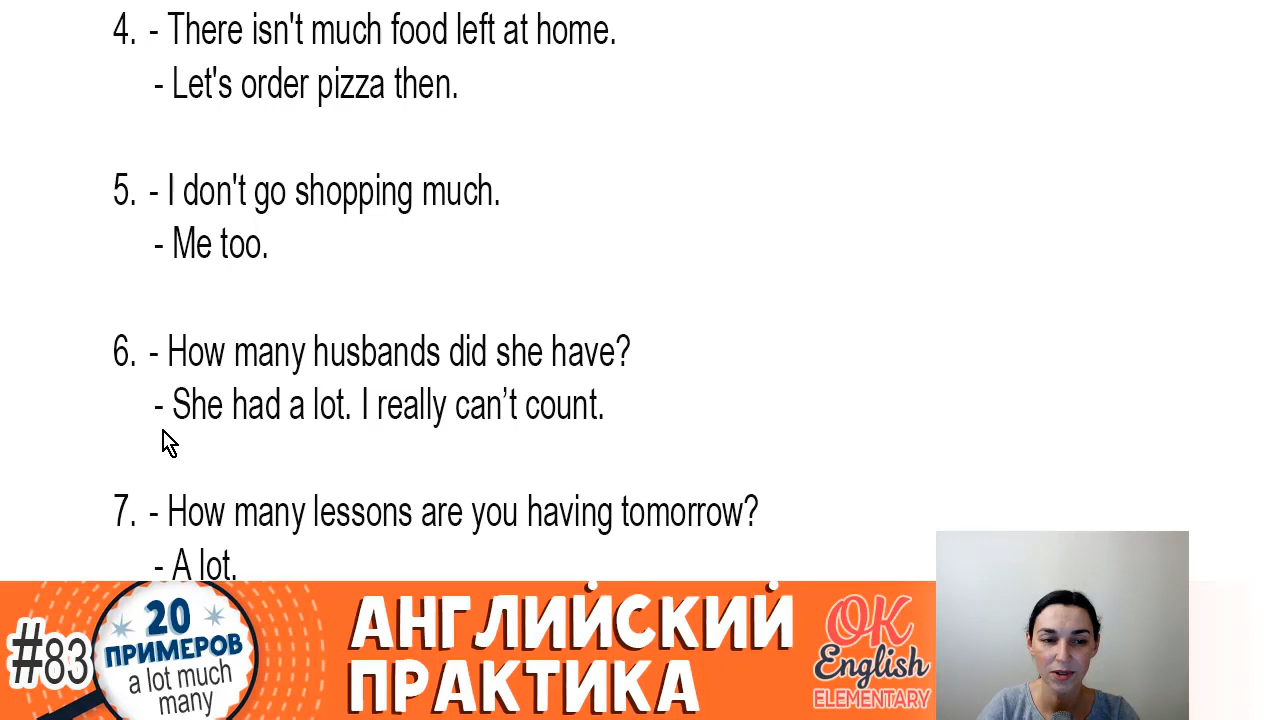 4. - There isn't much food left at home.
- Let's order pizza then.
5. - I don't go shopping much.
- Me too.
6. - How many husbands did she have?
- She had a lot. I really can’t count.
7. - How many lessons are you having tomorrow?
- A lot.
#83
20
ПРИМЕРОВ
a lot much
many
АНГЛИЙСКИЙ
ПРАКТИКА
OK
English
ELEMENTARY